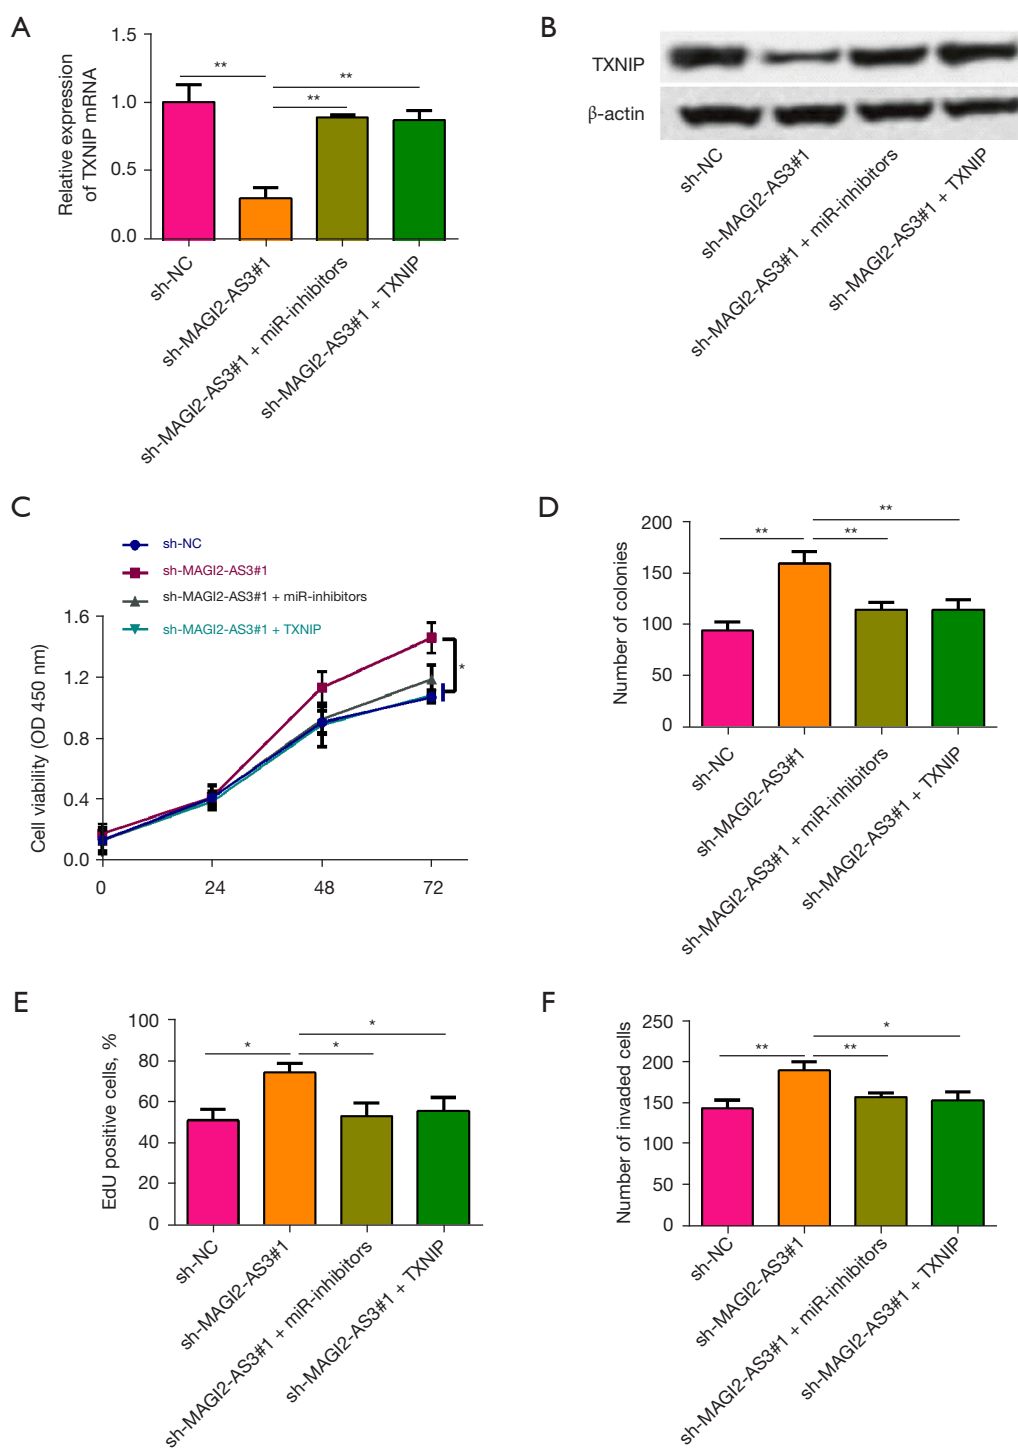 A
Relative expression
of TXNIP mRNA
1.5
1.0
0.5
0.0
**
**
**
sh-NC
sh-MAGI2-AS3#1
sh-MAGI2-AS3#1 + miR-inhibitors
sh-MAGI2-AS3#1 + TXNIP
B
TXNIP
β-actin
sh-NC
sh-MAGI2-AS3#1
sh-MAGI2-AS3#1 + miR-inhibitors
sh-MAGI2-AS3#1 + TXNIP
C
sh-NC
sh-MAGI2-AS3#1
sh-MAGI2-AS3#1 + miR-inhibitors
sh-MAGI2-AS3#1 + TXNIP
Cell viability (OD 450 nm)
1.6
1.2
0.8
0.4
0.0
*
0 24 48 72
D
Number of colonies
200
150
100
50
0
**
**
**
sh-NC
sh-MAGI2-AS3#1
sh-MAGI2-AS3#1 + miR-inhibitors
sh-MAGI2-AS3#1 + TXNIP
E
EdU positive cells, %
100
80
60
40
20
0
*
*
*
sh-NC
sh-MAGI2-AS3#1
sh-MAGI2-AS3#1 + miR-inhibitors
sh-MAGI2-AS3#1 + TXNIP
F
Number of invaded cells
250
200
150
100
50
0
*
**
**
sh-NC
sh-MAGI2-AS3#1
sh-MAGI2-AS3#1 + miR-inhibitors
sh-MAGI2-AS3#1 + TXNIP